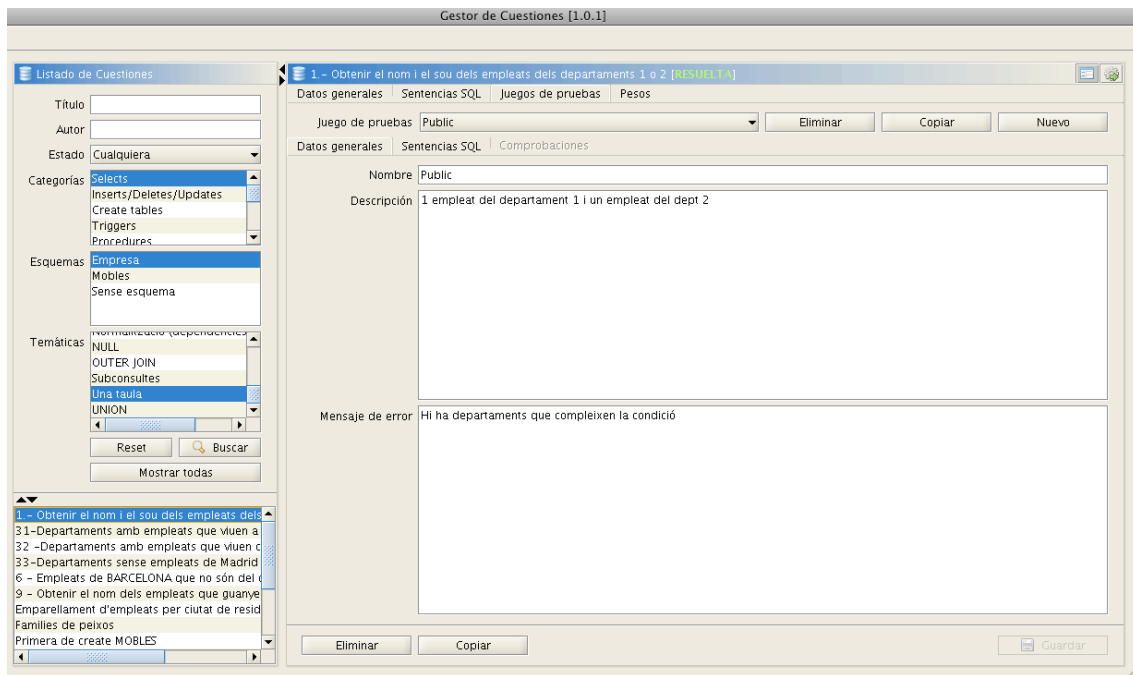 Gestor de Cuestiones [1.0.1]
Listado de Cuestiones
Título
Autor
Estado Cualquiera
Categorías Selects
Inserts/Deletes/Updates
Create tables
Triggers
Procedures
Esquemas Empresa
Mobles
Sense esquema
Temáticas
Normalizació (dependències
NULL
OUTER JOIN
Subconsultes
Una taula
UNION
Reset Buscar
Mostrar todas
1.- Obtenir el nom i el sou dels empleats dels
31-Departaments amb empleats que viuen a
32 -Departaments amb empleats que viuen
33-Departaments sense empleats de Madrid
6 - Empleats de BARCELONA que no són del
9 - Obtenir el nom dels empleats que guanye
Emparellament d'empleats per ciutat de resid
Families de peixos
Primera de create MOBLES
1.- Obtenir el nom i el sou dels empleats dels departaments 1 o 2 [RESUELTA]
Datos generales Sentencias SQL Juegos de pruebas Pesos
Juego de pruebas Public Eliminar Copiar Nuevo
Datos generales Sentencias SQL Comprobaciones
Nombre Public
Descripción 1 empleat del departament 1 i un empleat del dept 2
Mensaje de error Hi ha departaments que compleixen la condició
Eliminar Copiar Guardar